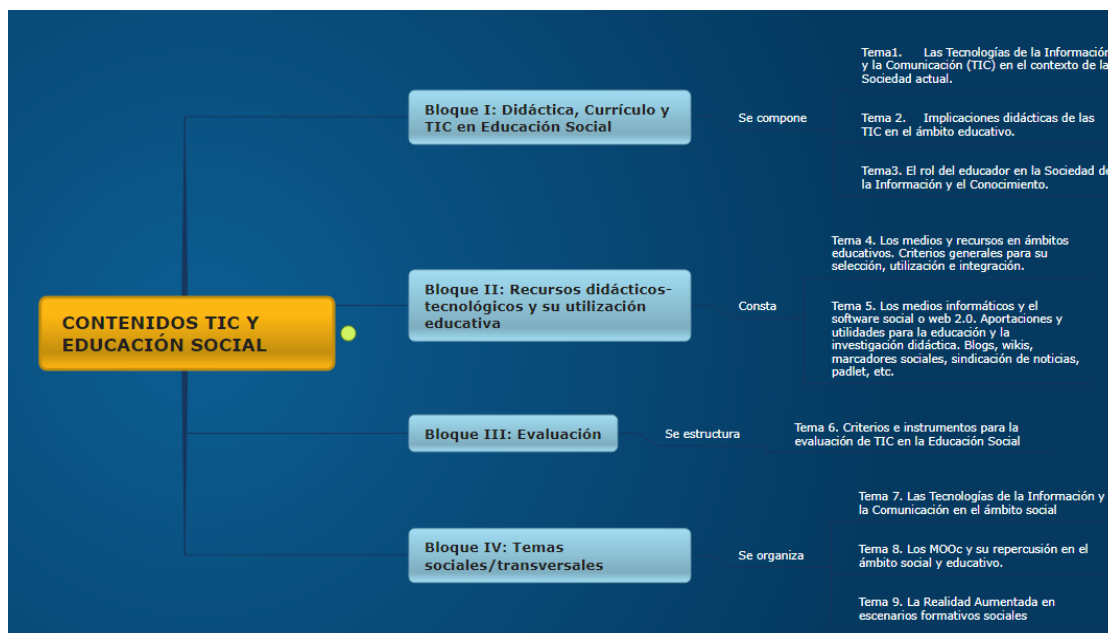 CONTENIDOS TIC Y
EDUCACIÓN SOCIAL
Bloque I: Didáctica, Currículo y
TIC en Educación Social
Se compone
Tema1. Las Tecnologías de la Información
y la Comunicación (TIC) en el contexto de la
Sociedad actual.
Tema 2. Implicaciones didácticas de las
TIC en el ámbito educativo.
Tema3. El rol del educador en la Sociedad de
la Información y el Conocimiento.
Bloque II: Recursos didácticos-
tecnológicos y su utilización
educativa
Consta
Tema 4. Los medios y recursos en ámbitos
educativos. Criterios generales para su
selección, utilización e integración.
Tema 5. Los medios informáticos y el
software social o web 2.0. Aportaciones y
utilidades para la educación y la
investigación didáctica. Blogs, wikis,
marcadores sociales, sindicación de noticias,
padlet, etc.
Bloque III: Evaluación
Se estructura
Tema 6. Criterios e instrumentos para la
evaluación de TIC en la Educación Social
Bloque IV: Temas
sociales/transversales
Se organiza
Tema 7. Las Tecnologías de la Información y
la Comunicación en el ámbito social
Tema 8. Los MOOc y su repercusión en el
ámbito social y educativo.
Tema 9. La Realidad Aumentada en
escenarios formativos sociales